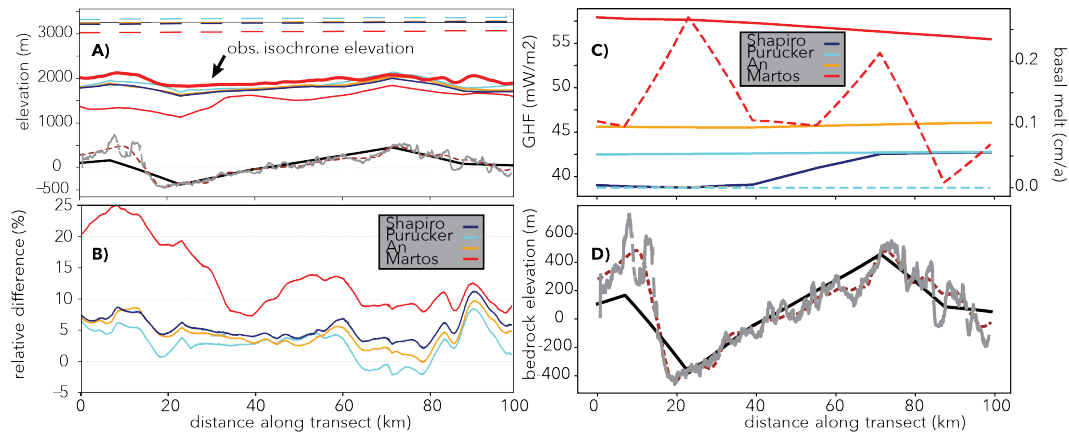 A)
obs. isochrone elevation
elevation (m)
3000
2000
1000
0
−500
B)
Shapiro
Purucker
An
Martos
relative difference (%)
25
20
15
10
5
0
−5
0
20
40
60
80
100
distance along transect (km)
C)
Shapiro
Purucker
An
Martos
GHF (mW/m2)
55
50
45
42
40
basal melt (cm/a)
0.2
0.1
0.0
D)
bedrock elevation (m)
600
400
200
0
200
400
0
20
40
60
80
100
distance along transect (km)